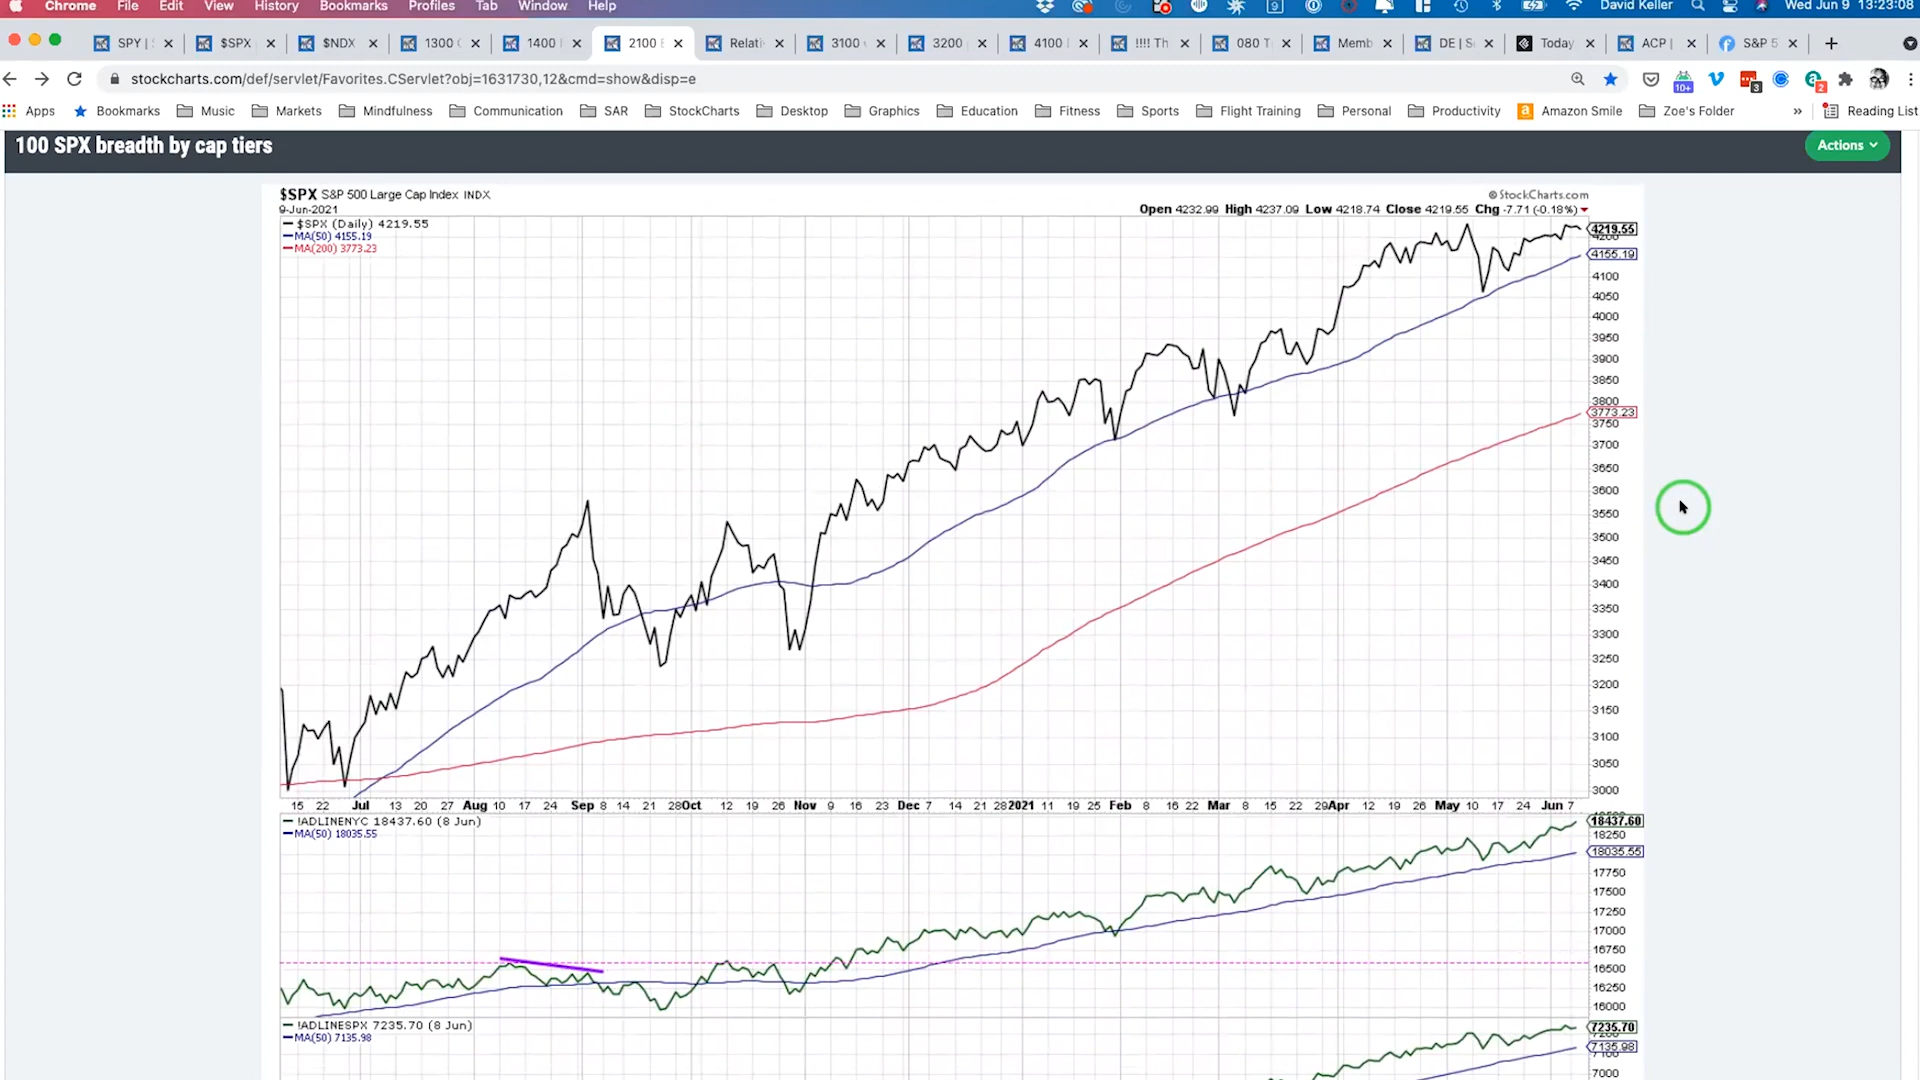 Chrome File Edit View History Bookmarks Profiles Tab Window Help David Keller Wed Jun 9 13:23:08
SPY | $SPX $NDX 1300 1400 2100 Relati 3100 3200 4100 !!!! Th 080 T Memb DE | S Today ACP | S&P 5
stockcharts.com/def/servlet/Favorites.CServlet?obj=1631730,12&cmd=show&disp=e
Apps Bookmarks Music Markets Mindfulness Communication SAR StockCharts Desktop Graphics Education Fitness Sports Flight Training Personal Productivity Amazon Smile Zoe's Folder » Reading List
100 SPX breadth by cap tiers
Actions
$SPX S&P 500 Large Cap Index INDX
© StockCharts.com
9-Jun-2021
Open 4232.99 High 4237.09 Low 4218.74 Close 4219.55 Chg -7.71 (-0.18%)
$SPX (Daily) 4219.55
MA(50) 4155.19
MA(200) 3773.23
4219.55
4200
4155.19
4100
4050
4000
3950
3900
3850
3800
3773.23
3750
3700
3650
3600
3550
3500
3450
3400
3350
3300
3250
3200
3150
3100
3050
3000
15 22 Jul 13 20 27 Aug 10 17 24 Sep 8 14 21 28 Oct 12 19 26 Nov 9 16 23 Dec 7 14 21 28 2021 11 19 25 Feb 8 16 22 Mar 8 15 22 29 Apr 12 19 26 May 10 17 24 Jun 7
!ADLINENYC 18437.60 (8 Jun)
MA(50) 18035.55
18437.60
18250
18035.55
17750
17500
17250
17000
16750
16500
16250
16000
!ADLINESPX 7235.70 (8 Jun)
MA(50) 7135.98
7235.70
7135.98
7100
7000